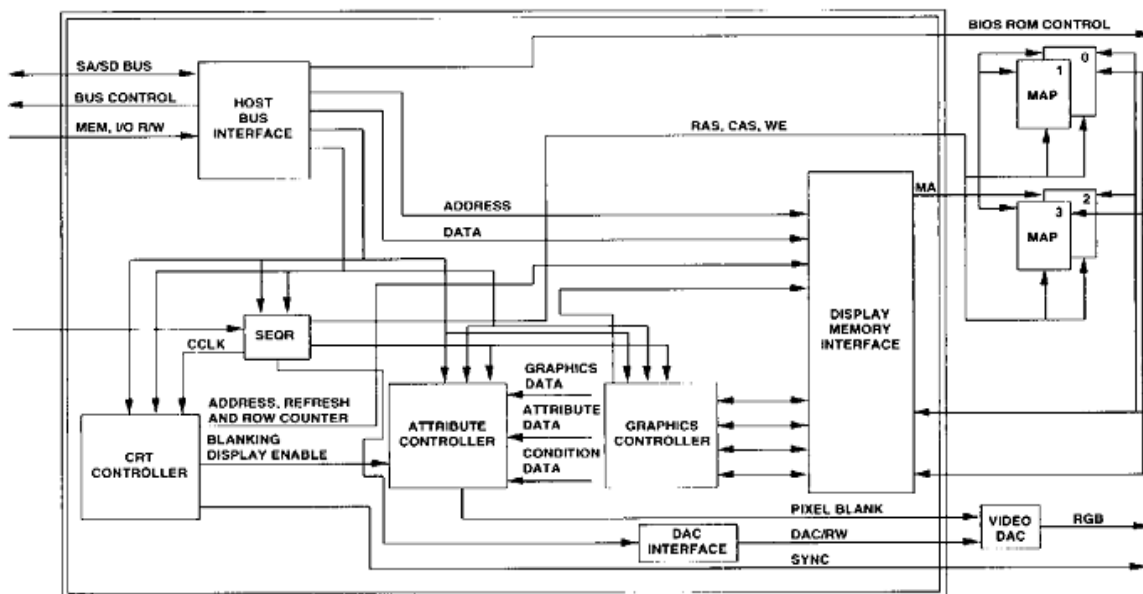 BIOS ROM CONTROL
SA/SD BUS
BUS CONTROL
MEM, I/O R/W
HOST
BUS
INTERFACE
0
1
MAP
RAS, CAS, WE
MA
2
3
MAP
ADDRESS
DATA
DISPLAY
MEMORY
INTERFACE
SEQR
CCLK
GRAPHICS
DATA
ADDRESS, REFRESH
AND ROW COUNTER
ATTRIBUTE
CONTROLLER
ATTRIBUTE
DATA
GRAPHICS
CONTROLLER
BLANKING
DISPLAY ENABLE
CRT
CONTROLLER
CONDITION
DATA
PIXEL BLANK
VIDEO
DAC
RGB
DAC
INTERFACE
DAC/RW
SYNC